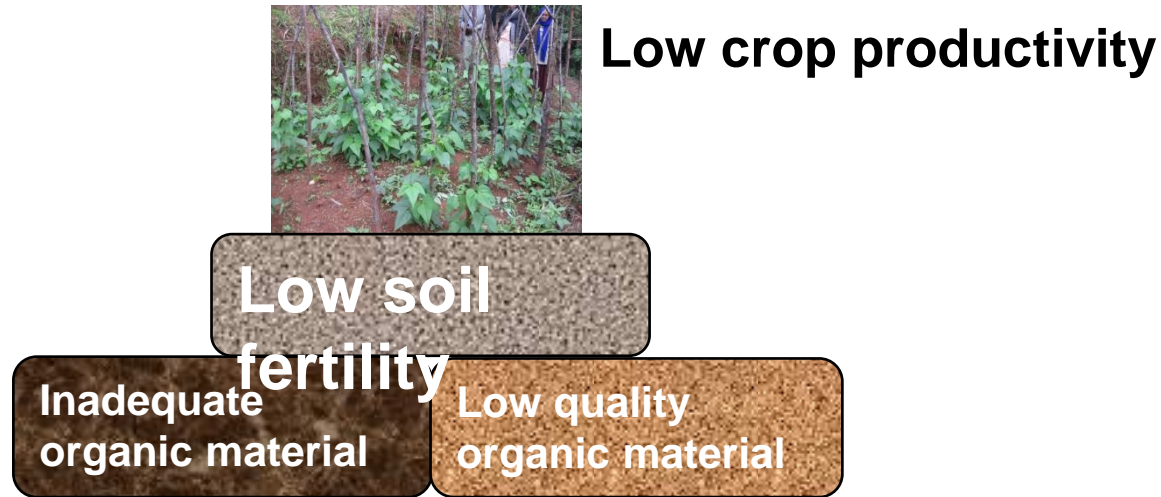 Low crop productivity
Low soil
fertility
Inadequate
organic material
Low quality
organic material